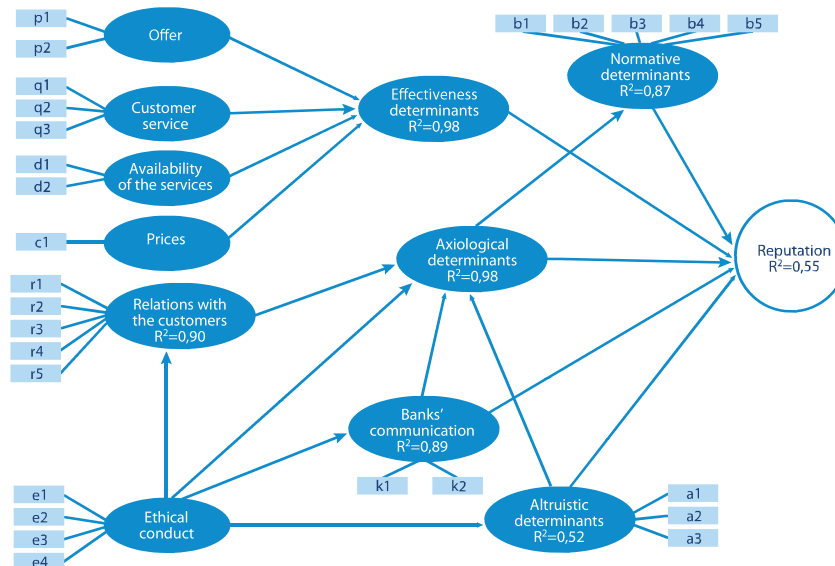 p1
p2
Offer
q1
q2
q3
Customer
service
d1
d2
Availability
of the services
c1
Prices
r1
r2
r3
r4
r5
Relations with
the customers
R²=0,90
e1
e2
e3
e4
Ethical
conduct
Effectiveness
determinants
R²=0,98
Axiological
determinants
R²=0,98
Banks'
communication
R²=0,89
k1
k2
b1
b2
b3
b4
b5
Normative
determinants
R²=0,87
Altruistic
determinants
R²=0,52
a1
a2
a3
Reputation
R²=0,55